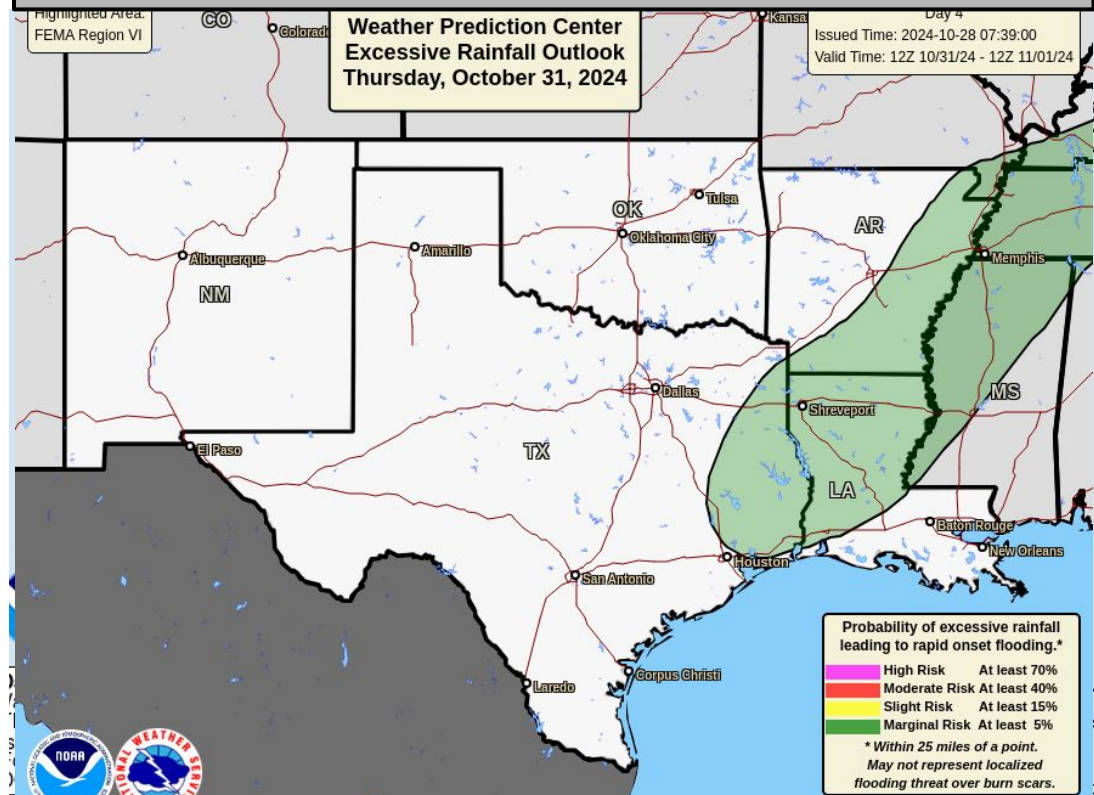 Highlighted Area:
FEMA Region VI
Weather Prediction Center
Excessive Rainfall Outlook
Thursday, October 31, 2024
Day 4
Issued Time: 2024-10-28 07:39:00
Valid Time: 12Z 10/31/24 - 12Z 11/01/24
CO
Colorado
Kansa
Tulsa
OK
Oklahoma City
AR
Memphis
Albuquerque
Amarillo
NM
Dallas
Shreveport
MS
El Paso
TX
LA
Baton Rouge
New Orleans
Houston
San Antonio
Laredo
Corpus Christi
Probability of excessive rainfall
leading to rapid onset flooding.*
High Risk At least 70%
Moderate Risk At least 40%
Slight Risk At least 15%
Marginal Risk At least 5%
* Within 25 miles of a point.
May not represent localized
flooding threat over burn scars.
NOAA
NATIONAL WEATHER SERV